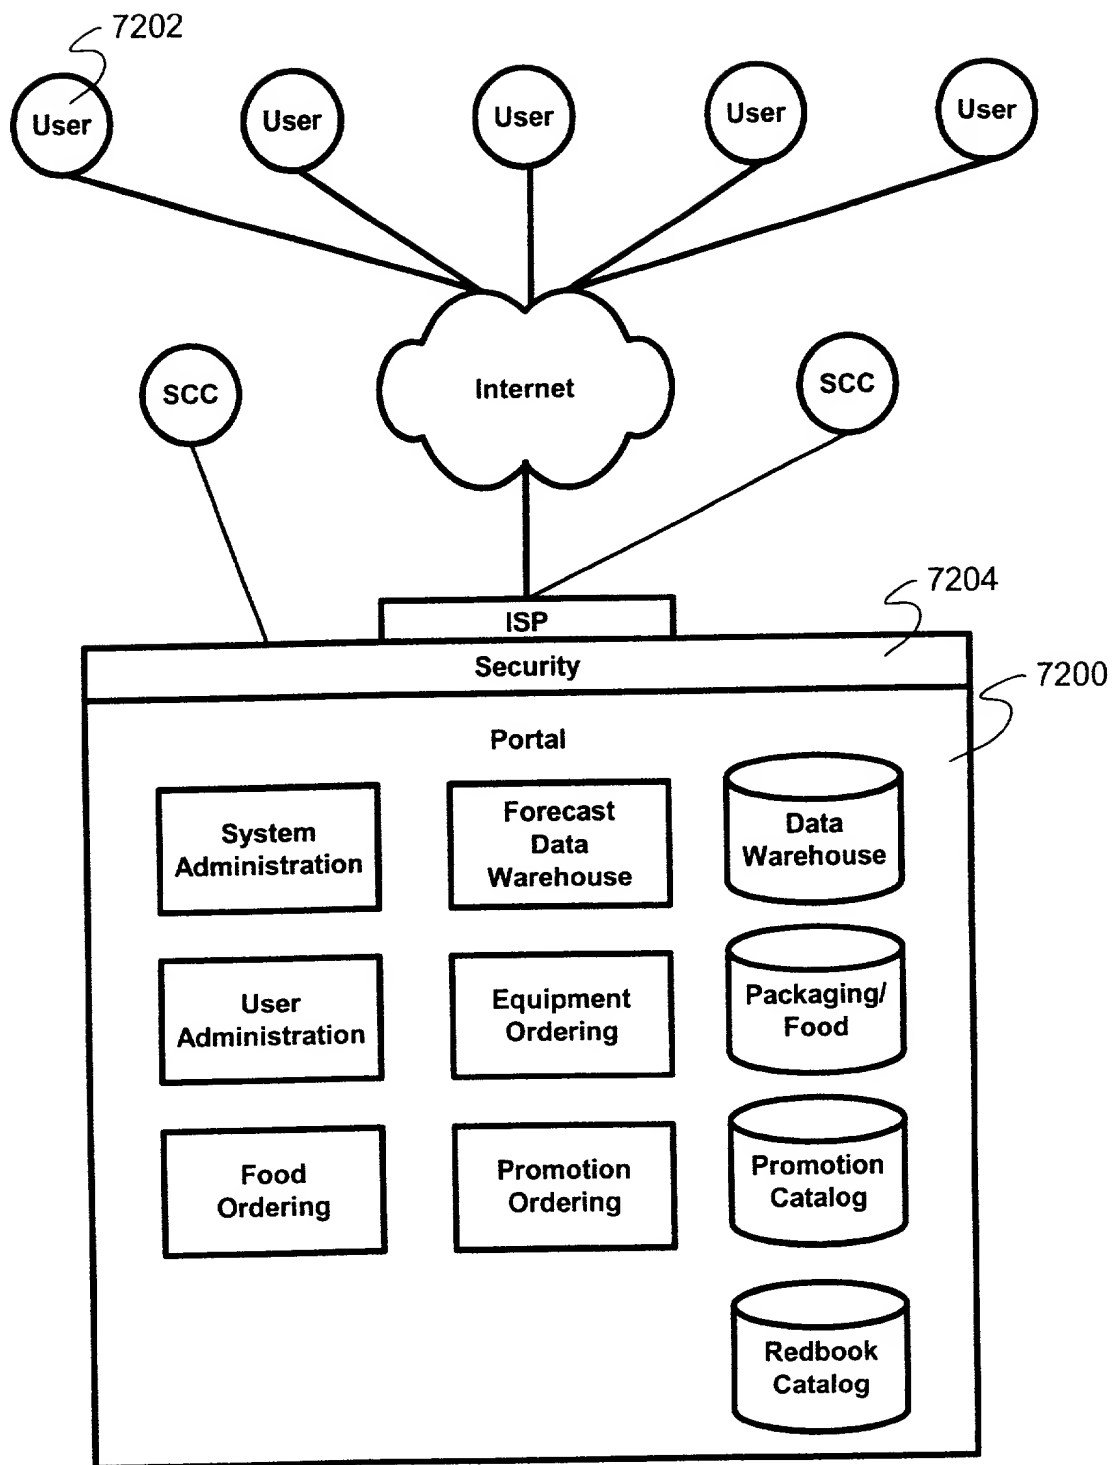 7202
User
User
User
User
User
Internet
SCC
SCC
7204
ISP
Security
7200
Portal
System
Administration
Forecast
Data
Warehouse
Data
Warehouse
User
Administration
Equipment
Ordering
Packaging/
Food
Food
Ordering
Promotion
Ordering
Promotion
Catalog
Redbook
Catalog